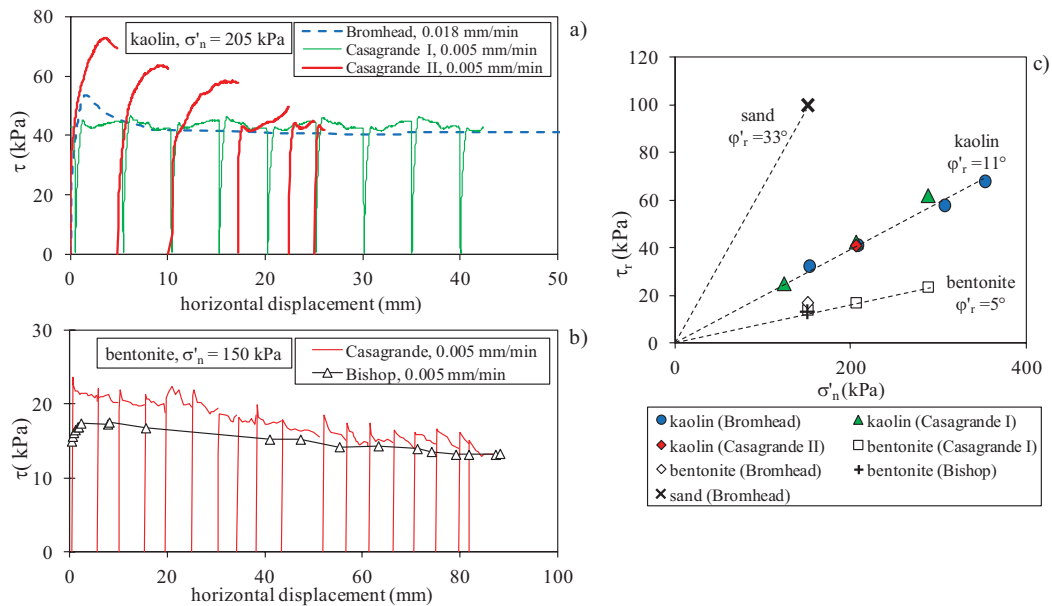 a)
80
60
40
20
0
τ (kPa)
kaolin, σ'n = 205 kPa
Bromhead, 0.018 mm/min
Casagrande I, 0.005 mm/min
Casagrande II, 0.005 mm/min
0 10 20 30 40 50
horizontal displacement (mm)
b)
30
20
10
0
τ( kPa)
bentonite, σ'n = 150 kPa
Casagrande, 0.005 mm/min
Bishop, 0.005 mm/min
0 20 40 60 80 100
horizontal displacement (mm)
c)
120
100
80
60
40
20
0
τr (kPa)
sand
φ'r =33°
kaolin
φ'r =11°
bentonite
φ'r =5°
0 200 400
σ'n (kPa)
kaolin (Bromhead) kaolin (Casagrande I)
kaolin (Casagrande II) bentonite (Casagrande I)
bentonite (Bromhead) bentonite (Bishop)
sand (Bromhead)